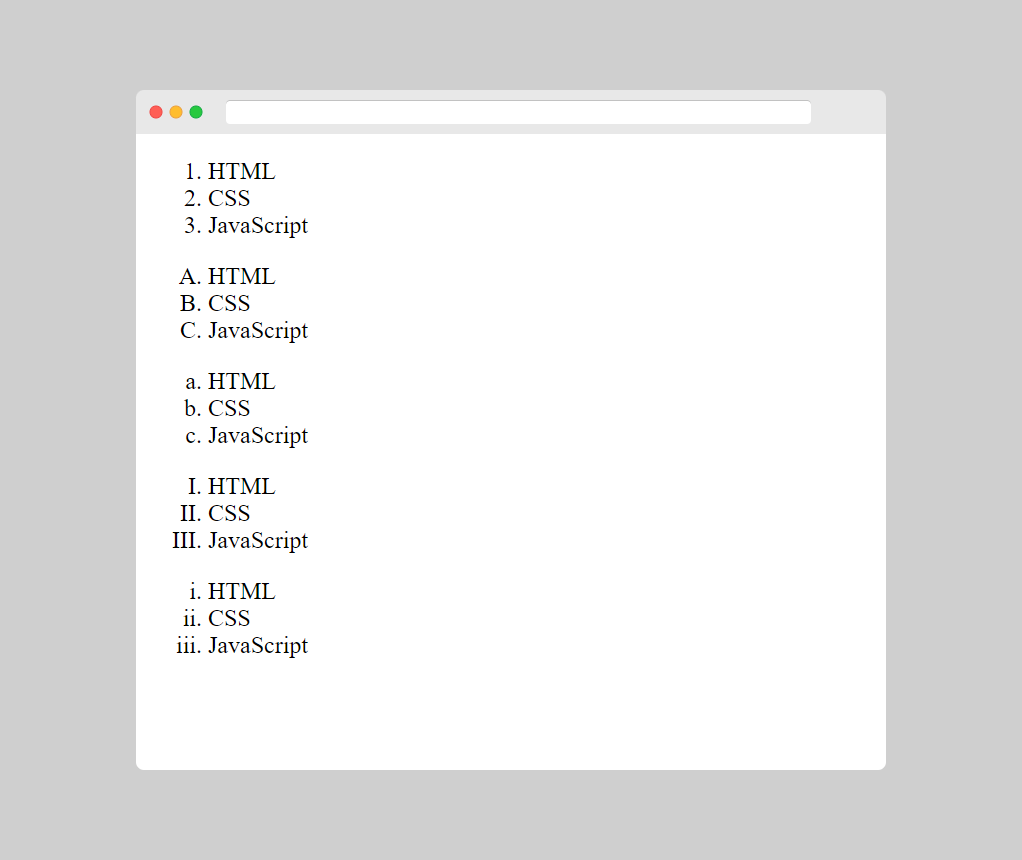 1. HTML
2. CSS
3. JavaScript
A. HTML
B. CSS
C. JavaScript
a. HTML
b. CSS
c. JavaScript
I. HTML
II. CSS
III. JavaScript
i. HTML
ii. CSS
iii. JavaScript